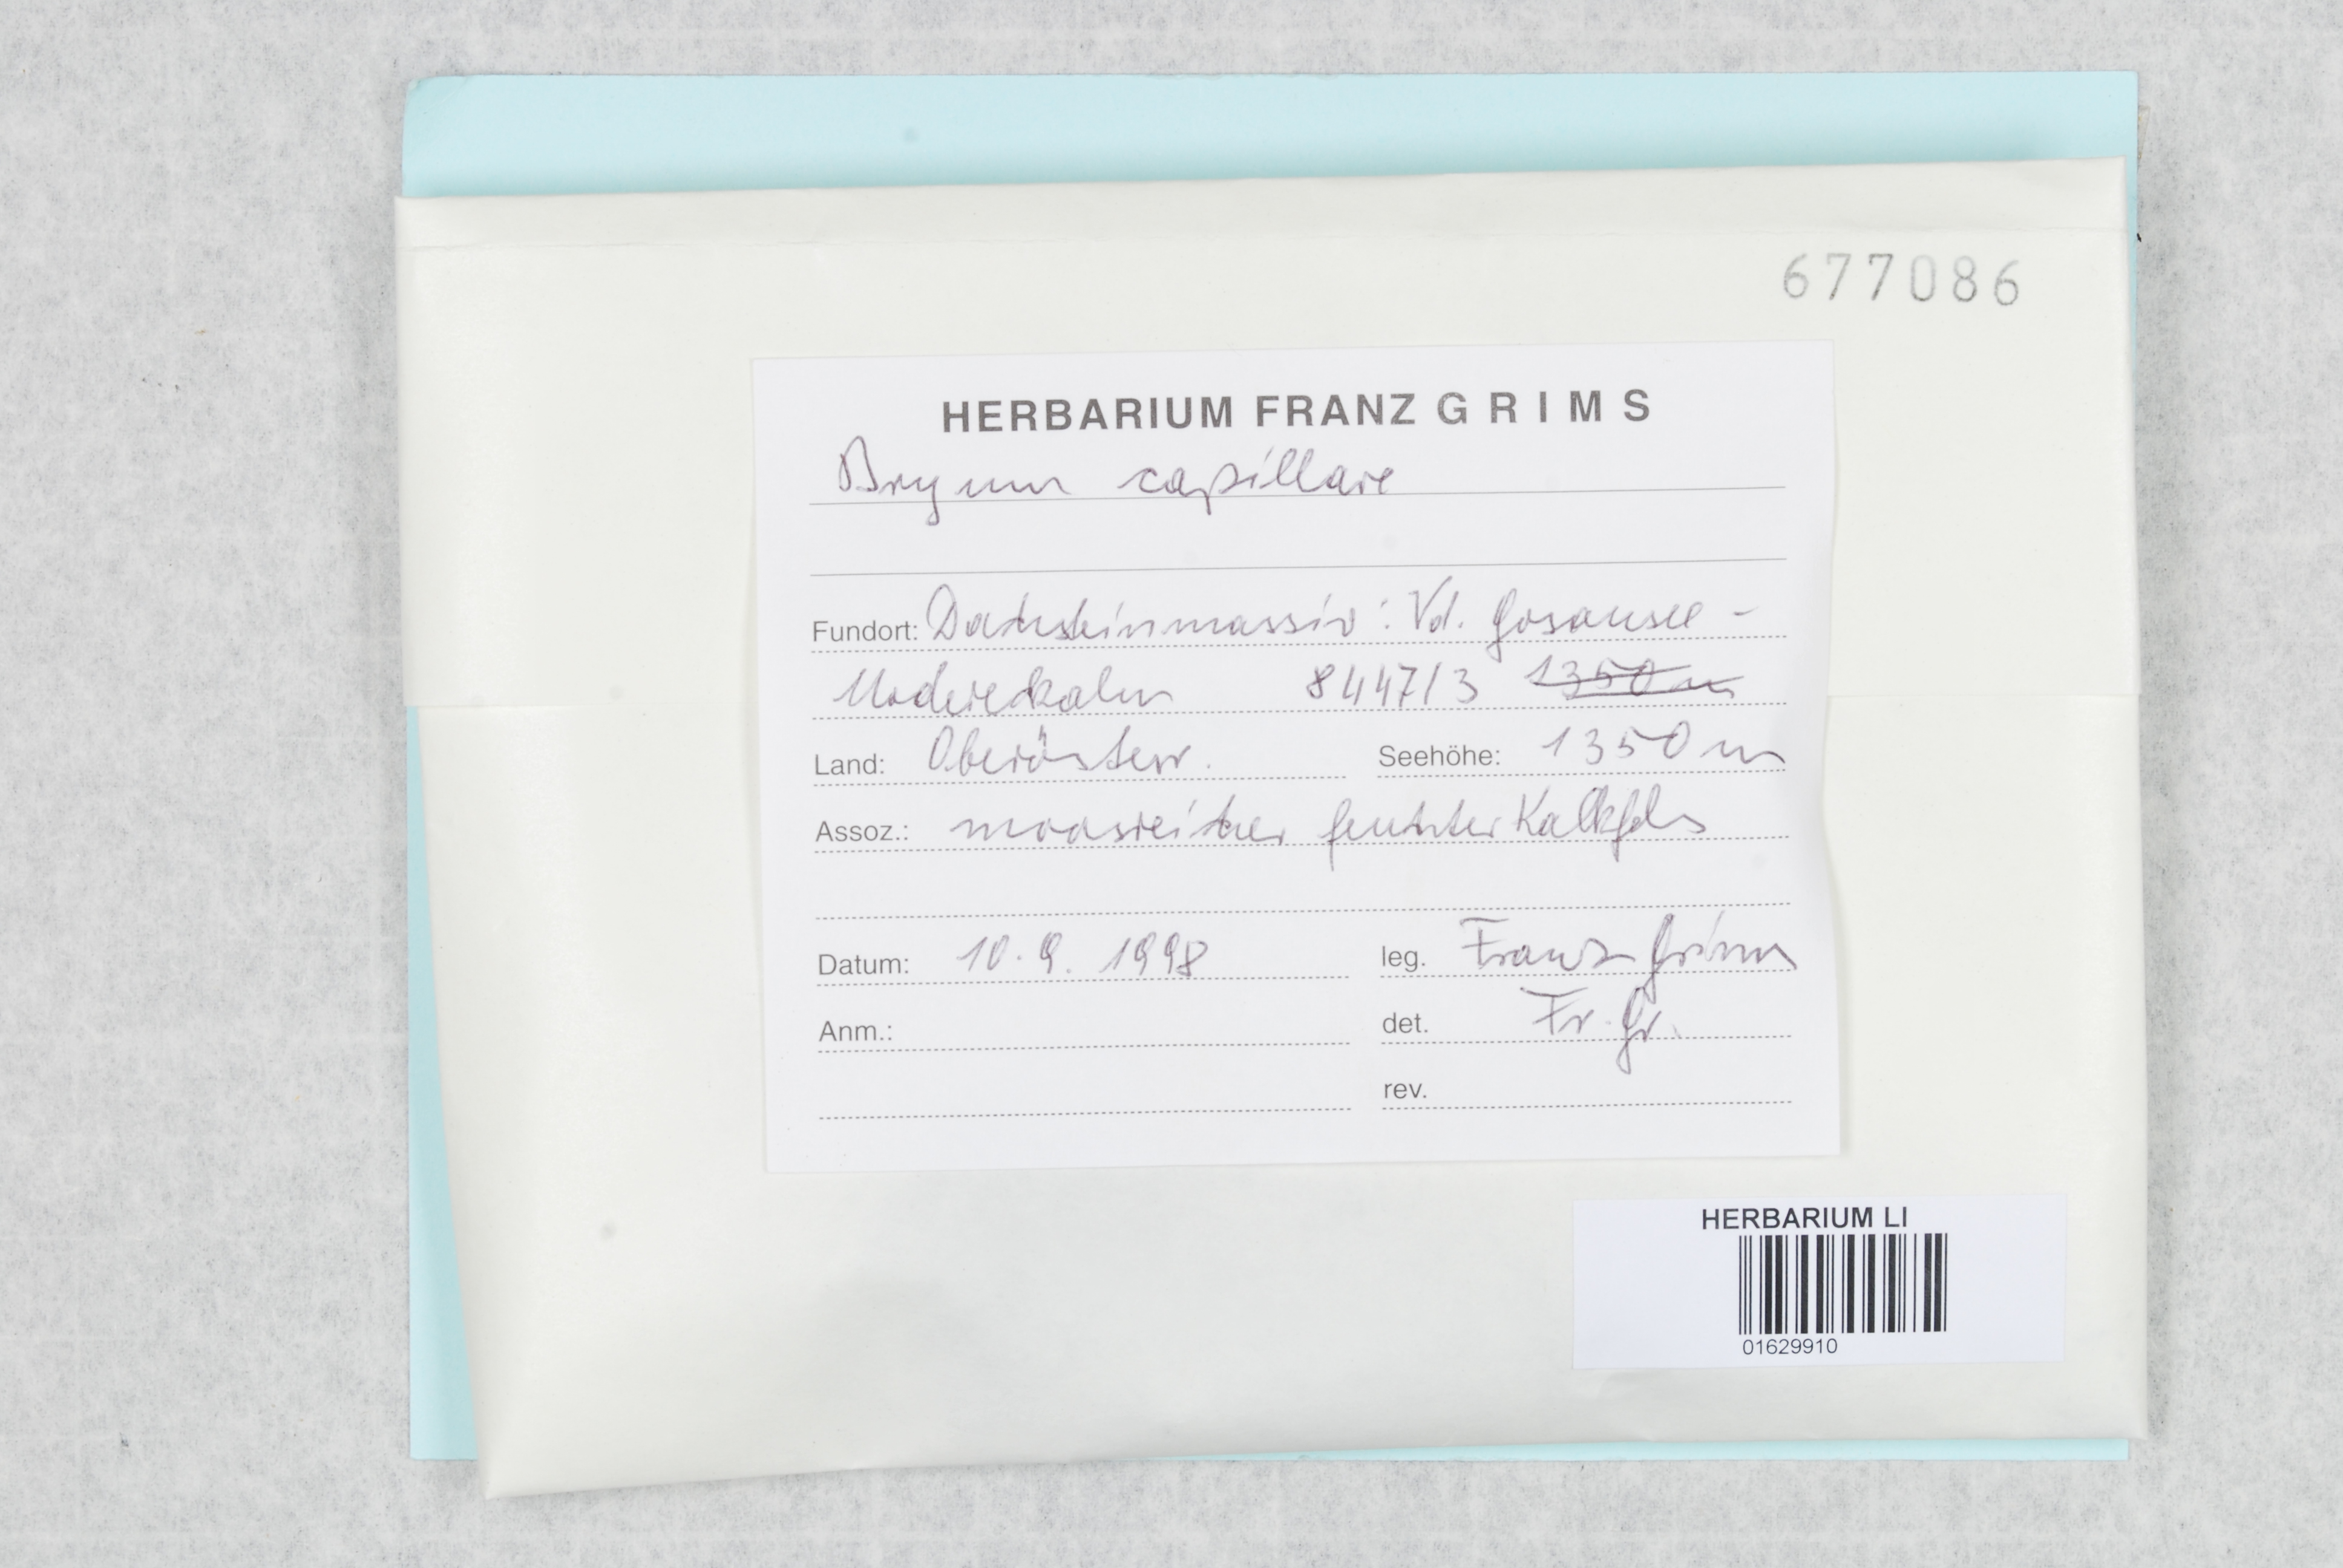 677086
HERBARIUM FRANZ GRIMS
Bryum capillare
Fundort: Dachsteinmassiv: Vd. Gosausee -
Modereckalm 8447/3 1350 m
Land: Oberösterr. Seehöhe: 1350 m
Assoz.: moosreicher feuchter Kalkfels
Datum: 10. 9. 1998 leg. Franz Grims
Anm.: det. Fr. Gr.
rev.
HERBARIUM LI
01629910